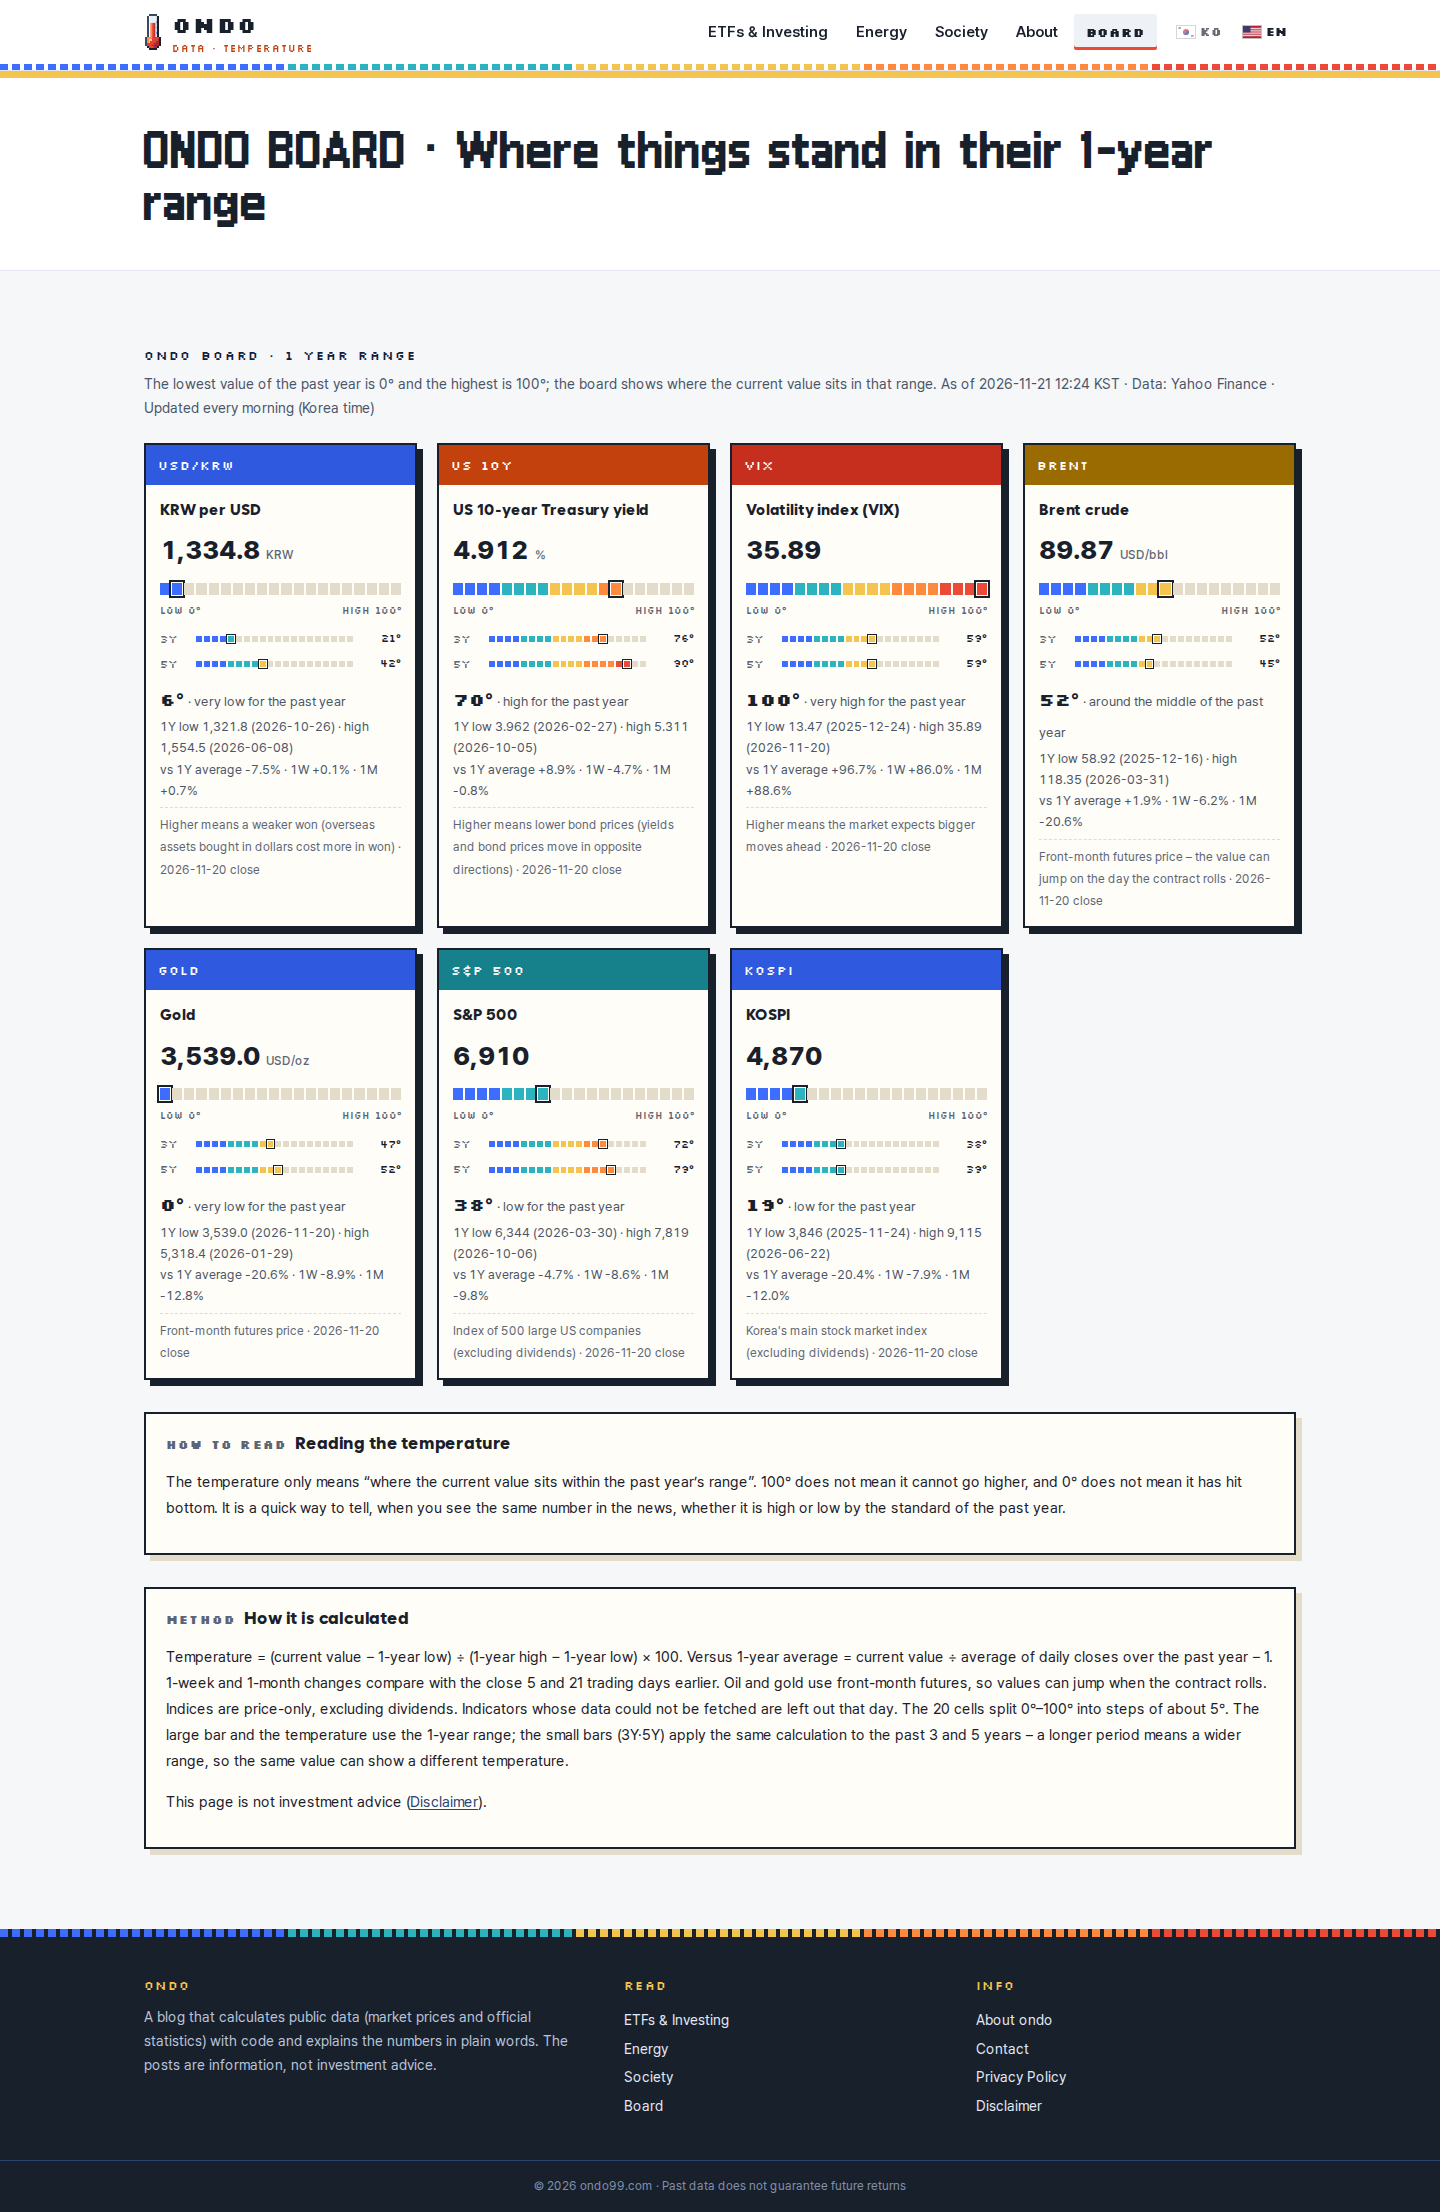 ONDO
DATA · TEMPERATURE
ETFs & Investing
Energy
Society
About
BOARD
KO
EN
ONDO BOARD · Where things stand in their 1-year
range
ONDO BOARD · 1 YEAR RANGE
The lowest value of the past year is 0° and the highest is 100°; the board shows where the current value sits in that range. As of 2026-11-21 12:24 KST · Data: Yahoo Finance ·
Updated every morning (Korea time)
USD/KRW
KRW per USD
1,334.8 KRW
LOW 0° HIGH 100°
3Y 21°
5Y 42°
6° · very low for the past year
1Y low 1,321.8 (2026-10-26) · high
1,554.5 (2026-06-08)
vs 1Y average -7.5% · 1W +0.1% · 1M
+0.7%
Higher means a weaker won (overseas
assets bought in dollars cost more in won) ·
2026-11-20 close
US 10Y
US 10-year Treasury yield
4.912 %
LOW 0° HIGH 100°
3Y 76°
5Y 90°
70° · high for the past year
1Y low 3.962 (2026-02-27) · high 5.311
(2026-10-05)
vs 1Y average +8.9% · 1W -4.7% · 1M
-0.8%
Higher means lower bond prices (yields
and bond prices move in opposite
directions) · 2026-11-20 close
VIX
Volatility index (VIX)
35.89
LOW 0° HIGH 100°
3Y 59°
5Y 59°
100° · very high for the past year
1Y low 13.47 (2025-12-24) · high 35.89
(2026-11-20)
vs 1Y average +96.7% · 1W +86.0% · 1M
+88.6%
Higher means the market expects bigger
moves ahead · 2026-11-20 close
BRENT
Brent crude
89.87 USD/bbl
LOW 0° HIGH 100°
3Y 52°
5Y 45°
52° · around the middle of the past
year
1Y low 58.92 (2025-12-16) · high
118.35 (2026-03-31)
vs 1Y average +1.9% · 1W -6.2% · 1M
-20.6%
Front-month futures price – the value can
jump on the day the contract rolls · 2026-
11-20 close
GOLD
Gold
3,539.0 USD/oz
LOW 0° HIGH 100°
3Y 47°
5Y 52°
0° · very low for the past year
1Y low 3,539.0 (2026-11-20) · high
5,318.4 (2026-01-29)
vs 1Y average -20.6% · 1W -8.9% · 1M
-12.8%
Front-month futures price · 2026-11-20
close
S&P 500
S&P 500
6,910
LOW 0° HIGH 100°
3Y 72°
5Y 79°
38° · low for the past year
1Y low 6,344 (2026-03-30) · high 7,819
(2026-10-06)
vs 1Y average -4.7% · 1W -8.6% · 1M
-9.8%
Index of 500 large US companies
(excluding dividends) · 2026-11-20 close
KOSPI
KOSPI
4,870
LOW 0° HIGH 100°
3Y 38°
5Y 39°
19° · low for the past year
1Y low 3,846 (2025-11-24) · high 9,115
(2026-06-22)
vs 1Y average -20.4% · 1W -7.9% · 1M
-12.0%
Korea's main stock market index
(excluding dividends) · 2026-11-20 close
HOW TO READ Reading the temperature
The temperature only means “where the current value sits within the past year’s range”. 100° does not mean it cannot go higher, and 0° does not mean it has hit
bottom. It is a quick way to tell, when you see the same number in the news, whether it is high or low by the standard of the past year.
METHOD How it is calculated
Temperature = (current value – 1-year low) ÷ (1-year high – 1-year low) × 100. Versus 1-year average = current value ÷ average of daily closes over the past year – 1.
1-week and 1-month changes compare with the close 5 and 21 trading days earlier. Oil and gold use front-month futures, so values can jump when the contract rolls.
Indices are price-only, excluding dividends. Indicators whose data could not be fetched are left out that day. The 20 cells split 0°–100° into steps of about 5°. The
large bar and the temperature use the 1-year range; the small bars (3Y·5Y) apply the same calculation to the past 3 and 5 years – a longer period means a wider
range, so the same value can show a different temperature.
This page is not investment advice (Disclaimer).
ONDO
A blog that calculates public data (market prices and official
statistics) with code and explains the numbers in plain words. The
posts are information, not investment advice.
READ
ETFs & Investing
Energy
Society
Board
INFO
About ondo
Contact
Privacy Policy
Disclaimer
© 2026 ondo99.com · Past data does not guarantee future returns